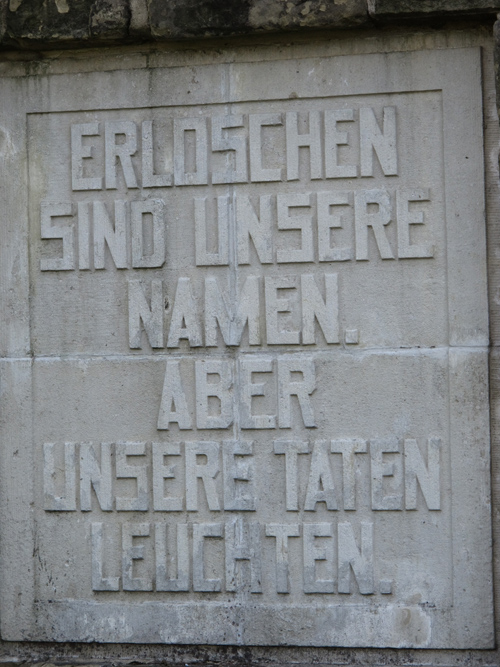 ERLOSCHEN
SIND UNSERE
NAMEN.
ABER
UNSERE TATEN
LEUCHTEN.